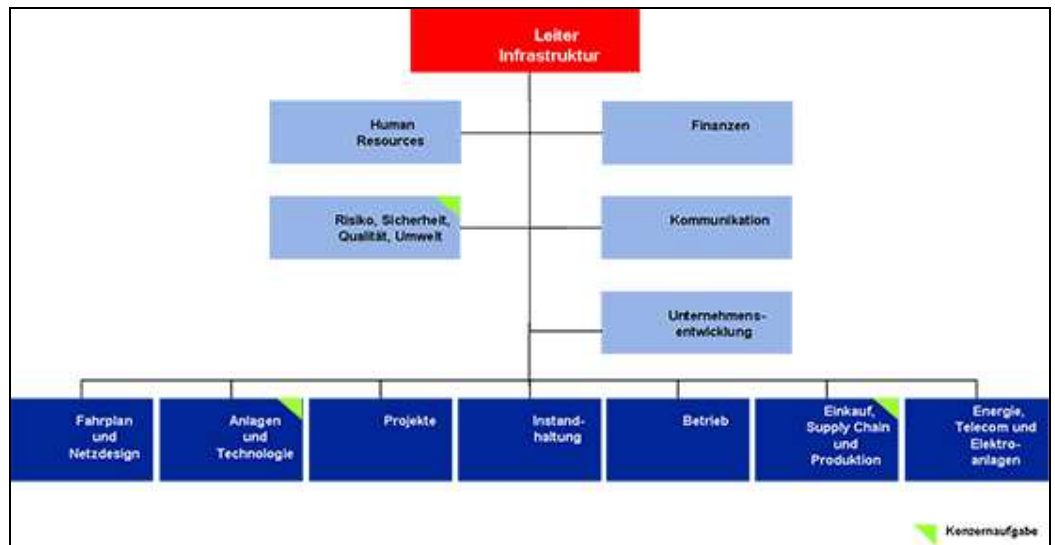 Leiter
Infrastruktur
Human
Resources
Finanzen
Risiko, Sicherheit,
Qualität, Umwelt
Kommunikation
Unternehmens-
entwicklung
Fahrplan
und
Netzdesign
Anlagen
und
Technologie
Projekte
Instand-
haltung
Betrieb
Einkauf,
Supply Chain
und
Produktion
Energie,
Telecom und
Elektro-
anlagen
Konzernaufgabe